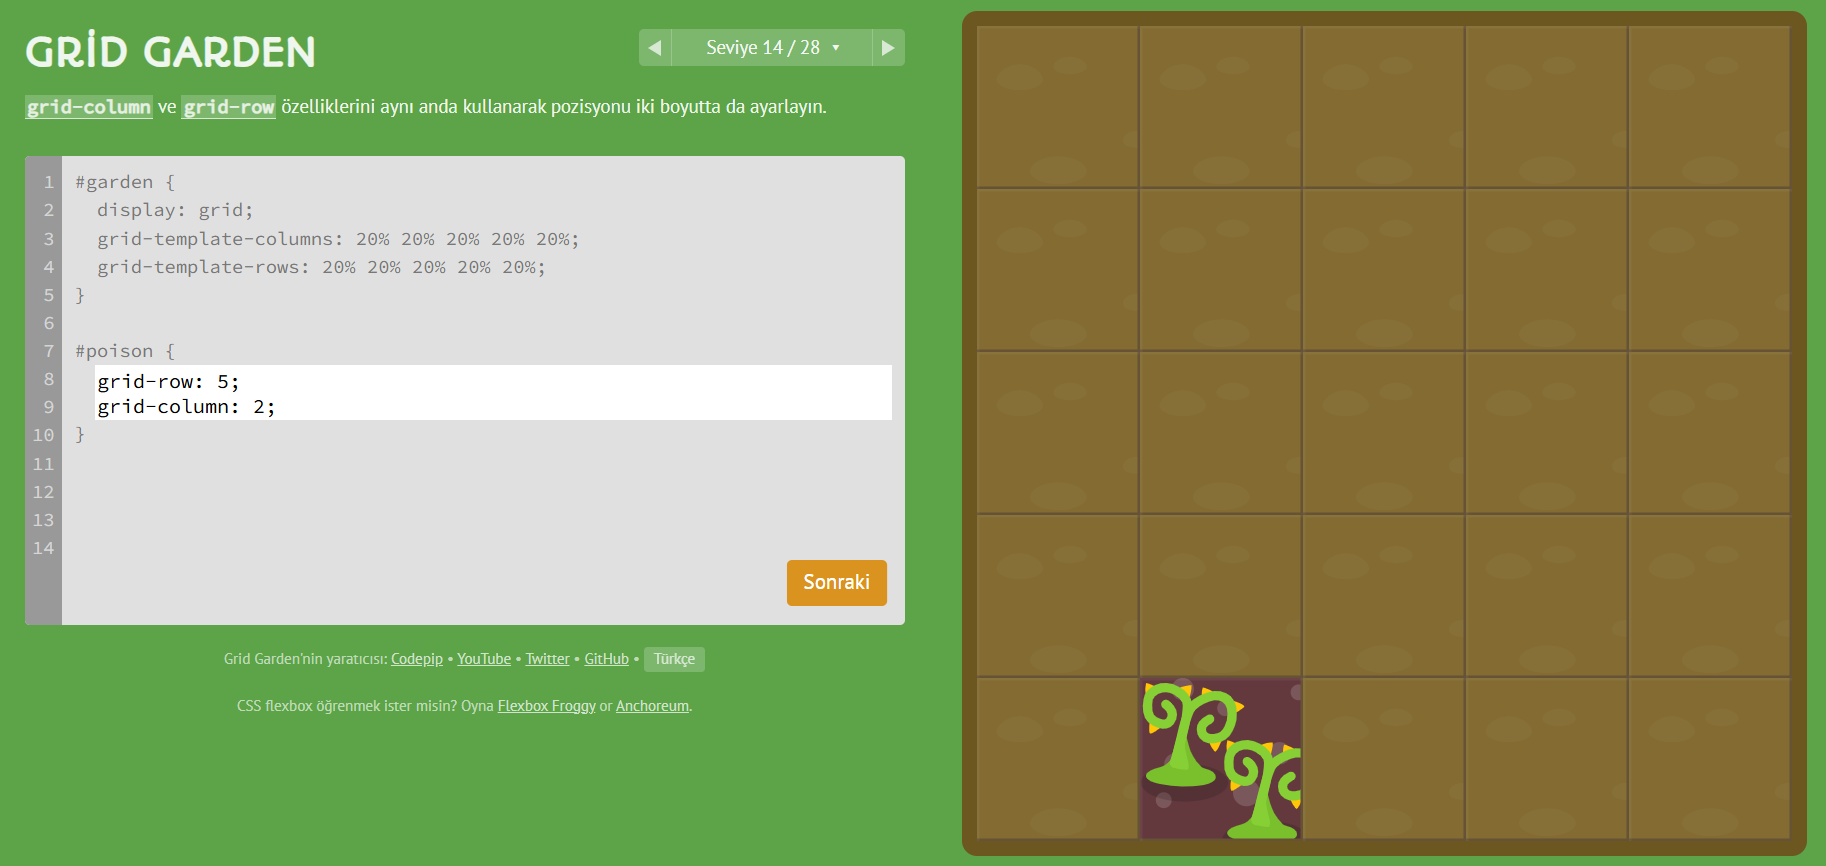 GRİD GARDEN
◀ Seviye 14 / 28 ▼ ▶
grid-column ve grid-row özelliklerini aynı anda kullanarak pozisyonu iki boyutta da ayarlayın.
1 #garden {
2   display: grid;
3   grid-template-columns: 20% 20% 20% 20% 20%;
4   grid-template-rows: 20% 20% 20% 20% 20%;
5 }
6
7 #poison {
8   grid-row: 5;
9   grid-column: 2;
10 }
11
12
13
14
Sonraki
Grid Garden'nin yaratıcısı: Codepip • YouTube • Twitter • GitHub • Türkçe
CSS flexbox öğrenmek ister misin? Oyna Flexbox Froggy or Anchoreum.